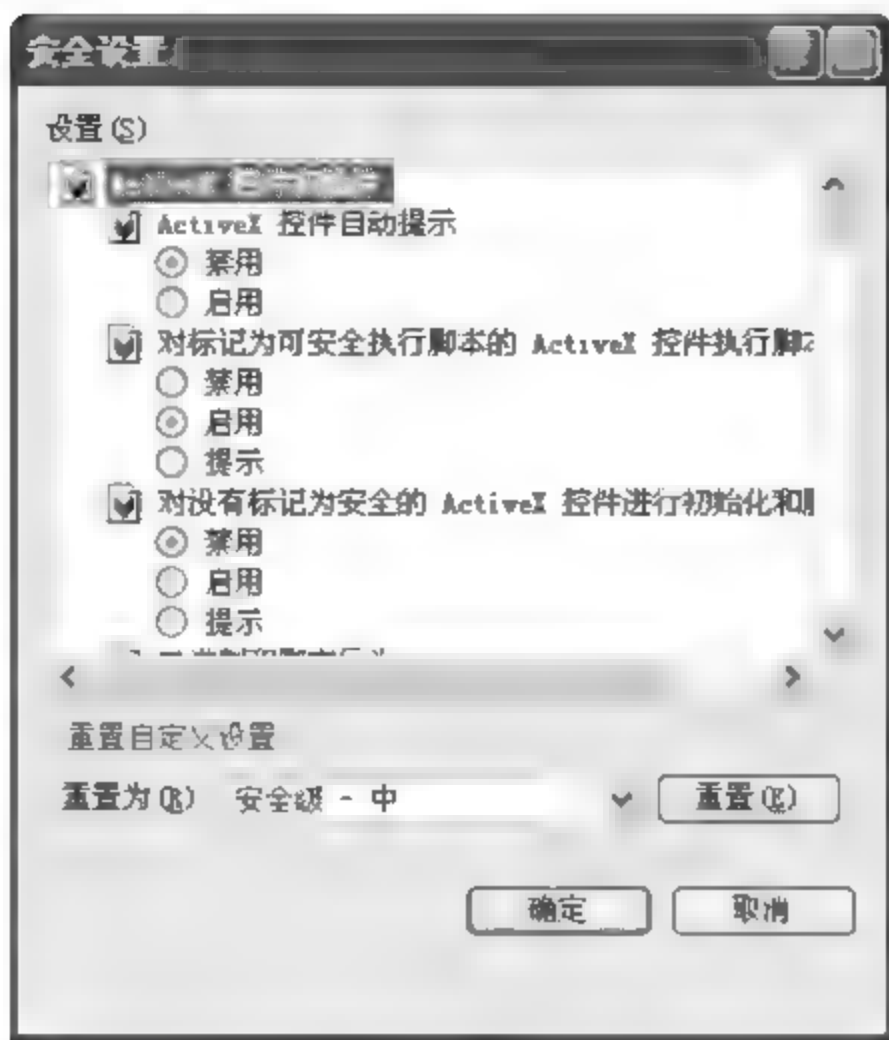 安全设置
设置(S)
ActiveX 控件自动提示
禁用
启用
对标记为可安全执行脚本的 ActiveX 控件执行脚本
禁用
启用
提示
对没有标记为安全的 ActiveX 控件进行初始化和
禁用
启用
提示
重置自定义设置
重置为(R) 安全级 - 中 重置(E)
确定 取消